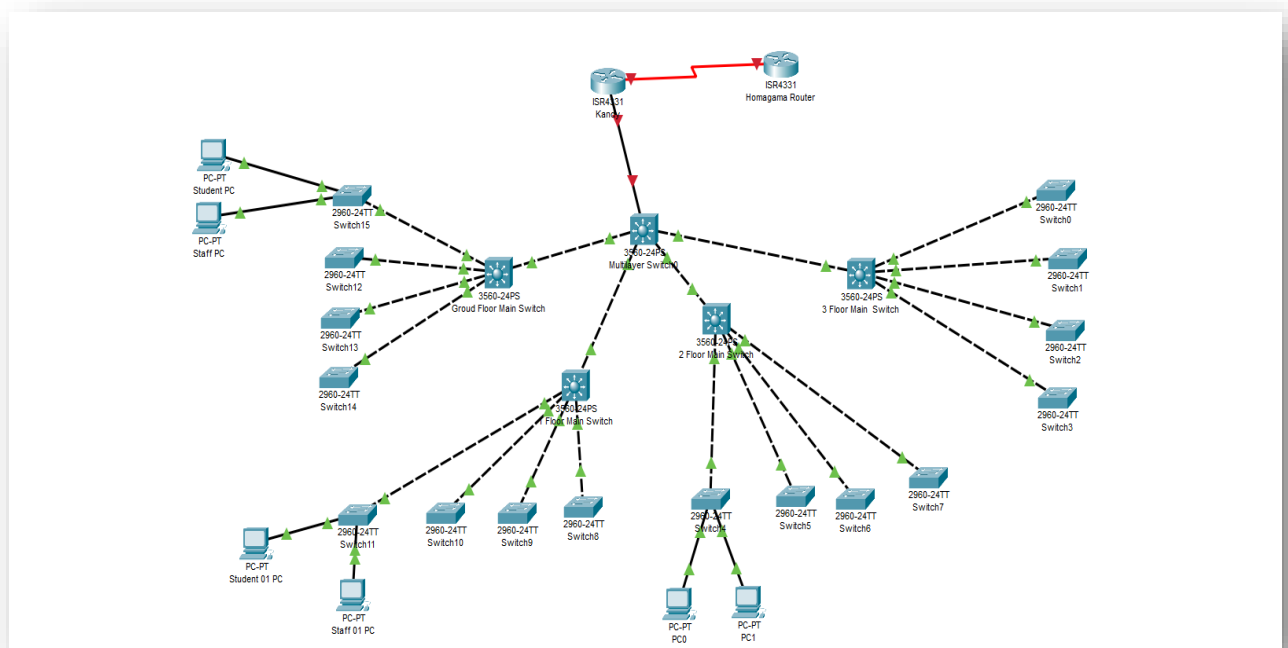 ISR4331
Kandy
ISR4331
Homagama Router
PC-PT
Student PC
PC-PT
Staff PC
2960-24TT
Switch15
2960-24TT
Switch12
2960-24TT
Switch13
2960-24TT
Switch14
3560-24PS
Groud Floor Main Switch
3560-24PS
Multilayer Switch0
3560-24PS
3 Floor Main Switch
2960-24TT
Switch0
2960-24TT
Switch1
2960-24TT
Switch2
2960-24TT
Switch3
3560-24PS
2 Floor Main Switch
3560-24PS
1 Floor Main Switch
2960-24TT
Switch11
2960-24TT
Switch10
2960-24TT
Switch9
2960-24TT
Switch8
2960-24TT
Switch4
2960-24TT
Switch5
2960-24TT
Switch6
2960-24TT
Switch7
PC-PT
Student 01 PC
PC-PT
Staff 01 PC
PC-PT
PC0
PC-PT
PC1